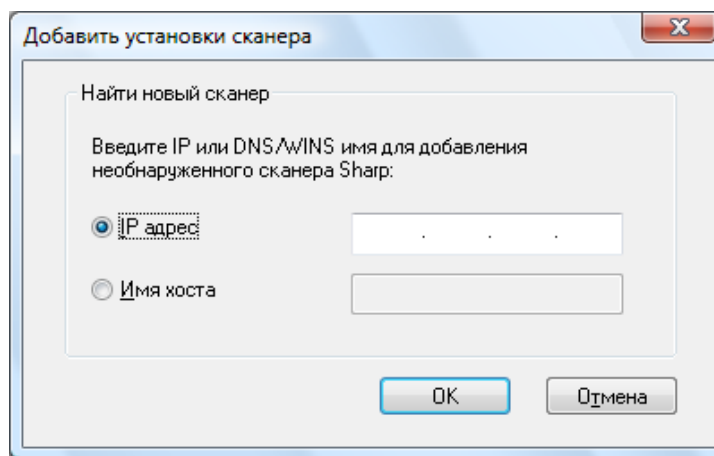 Добавить установки сканера
Найти новый сканер
Введите IP или DNS/WINS имя для добавления
необнаруженного сканера Sharp:
IP адрес . . .
Имя хоста
OK Отмена